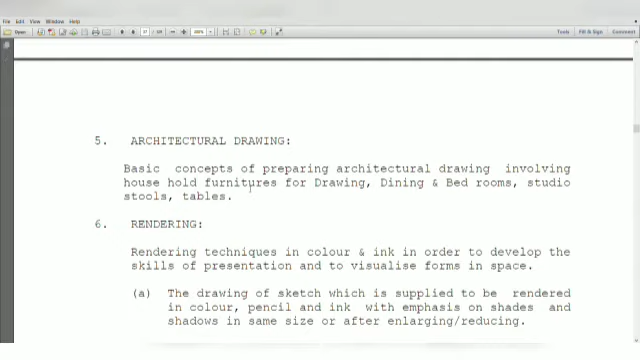 File Edit View Window Help
Open
Tools Fill & Sign Comment
5. ARCHITECTURAL DRAWING:
Basic concepts of preparing architectural drawing involving
house hold furnitures for Drawing, Dining & Bed rooms, studio
stools, tables.
6. RENDERING:
Rendering techniques in colour & ink in order to develop the
skills of presentation and to visualise forms in space.
(a) The drawing of sketch which is supplied to be rendered
in colour, pencil and ink with emphasis on shades and
shadows in same size or after enlarging/reducing.